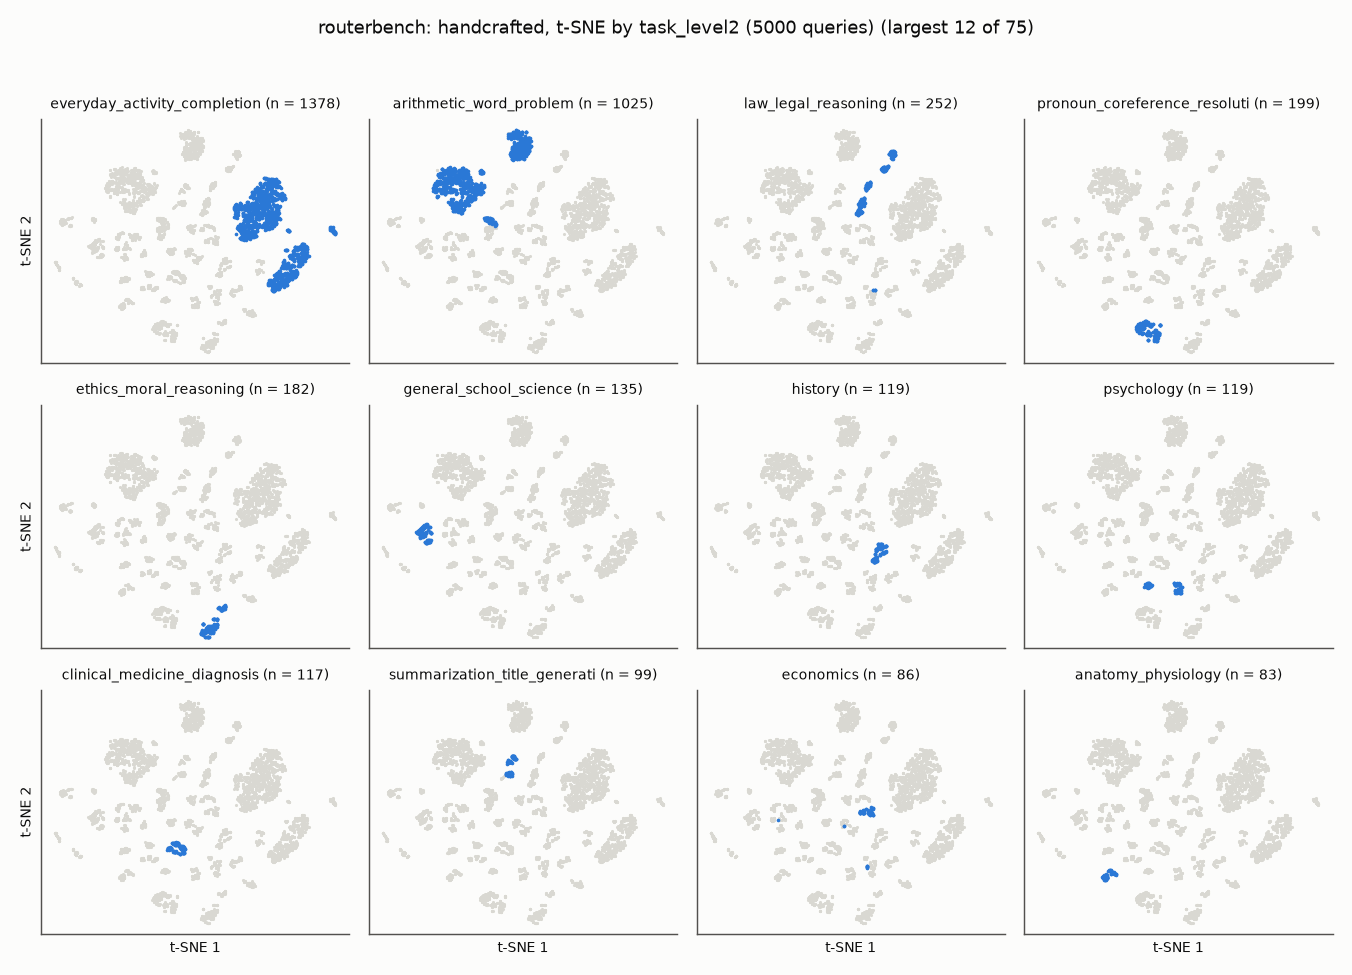 routerbench: handcrafted, t-SNE by task_level2 (5000 queries) (largest 12 of 75)
everyday_activity_completion (n = 1378)
arithmetic_word_problem (n = 1025)
law_legal_reasoning (n = 252)
pronoun_coreference_resoluti (n = 199)
t-SNE 2
ethics_moral_reasoning (n = 182)
general_school_science (n = 135)
history (n = 119)
psychology (n = 119)
t-SNE 2
clinical_medicine_diagnosis (n = 117)
summarization_title_generati (n = 99)
economics (n = 86)
anatomy_physiology (n = 83)
t-SNE 2
t-SNE 1
t-SNE 1
t-SNE 1
t-SNE 1